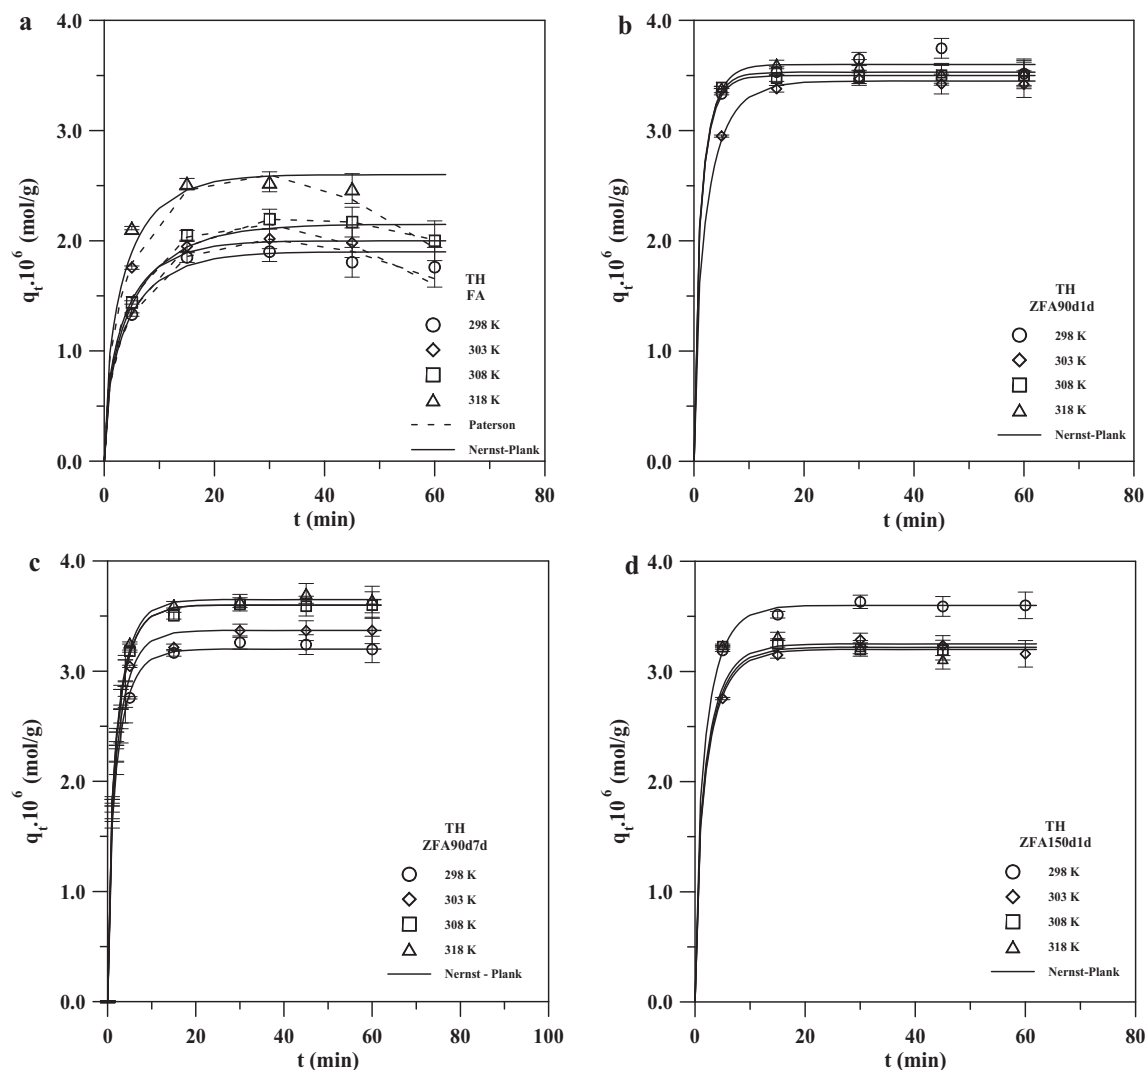 a
4.0
3.0
2.0
1.0
0.0
qt.10^6 (mol/g)
TH
FA
298 K
303 K
308 K
318 K
Paterson
Nernst-Plank
0 20 40 60 80
t (min)
b
4.0
3.0
2.0
1.0
0.0
qt.10^6 (mol/g)
TH
ZFA90d1d
298 K
303 K
308 K
318 K
Nernst-Plank
0 20 40 60 80
t (min)
c
4.0
3.0
2.0
1.0
0.0
qt.10^6 (mol/g)
TH
ZFA90d7d
298 K
303 K
308 K
318 K
Nernst - Plank
0 20 40 60 80 100
t (min)
d
4.0
3.0
2.0
1.0
0.0
qt.10^6 (mol/g)
TH
ZFA150d1d
298 K
303 K
308 K
318 K
Nernst-Plank
0 20 40 60 80
t (min)